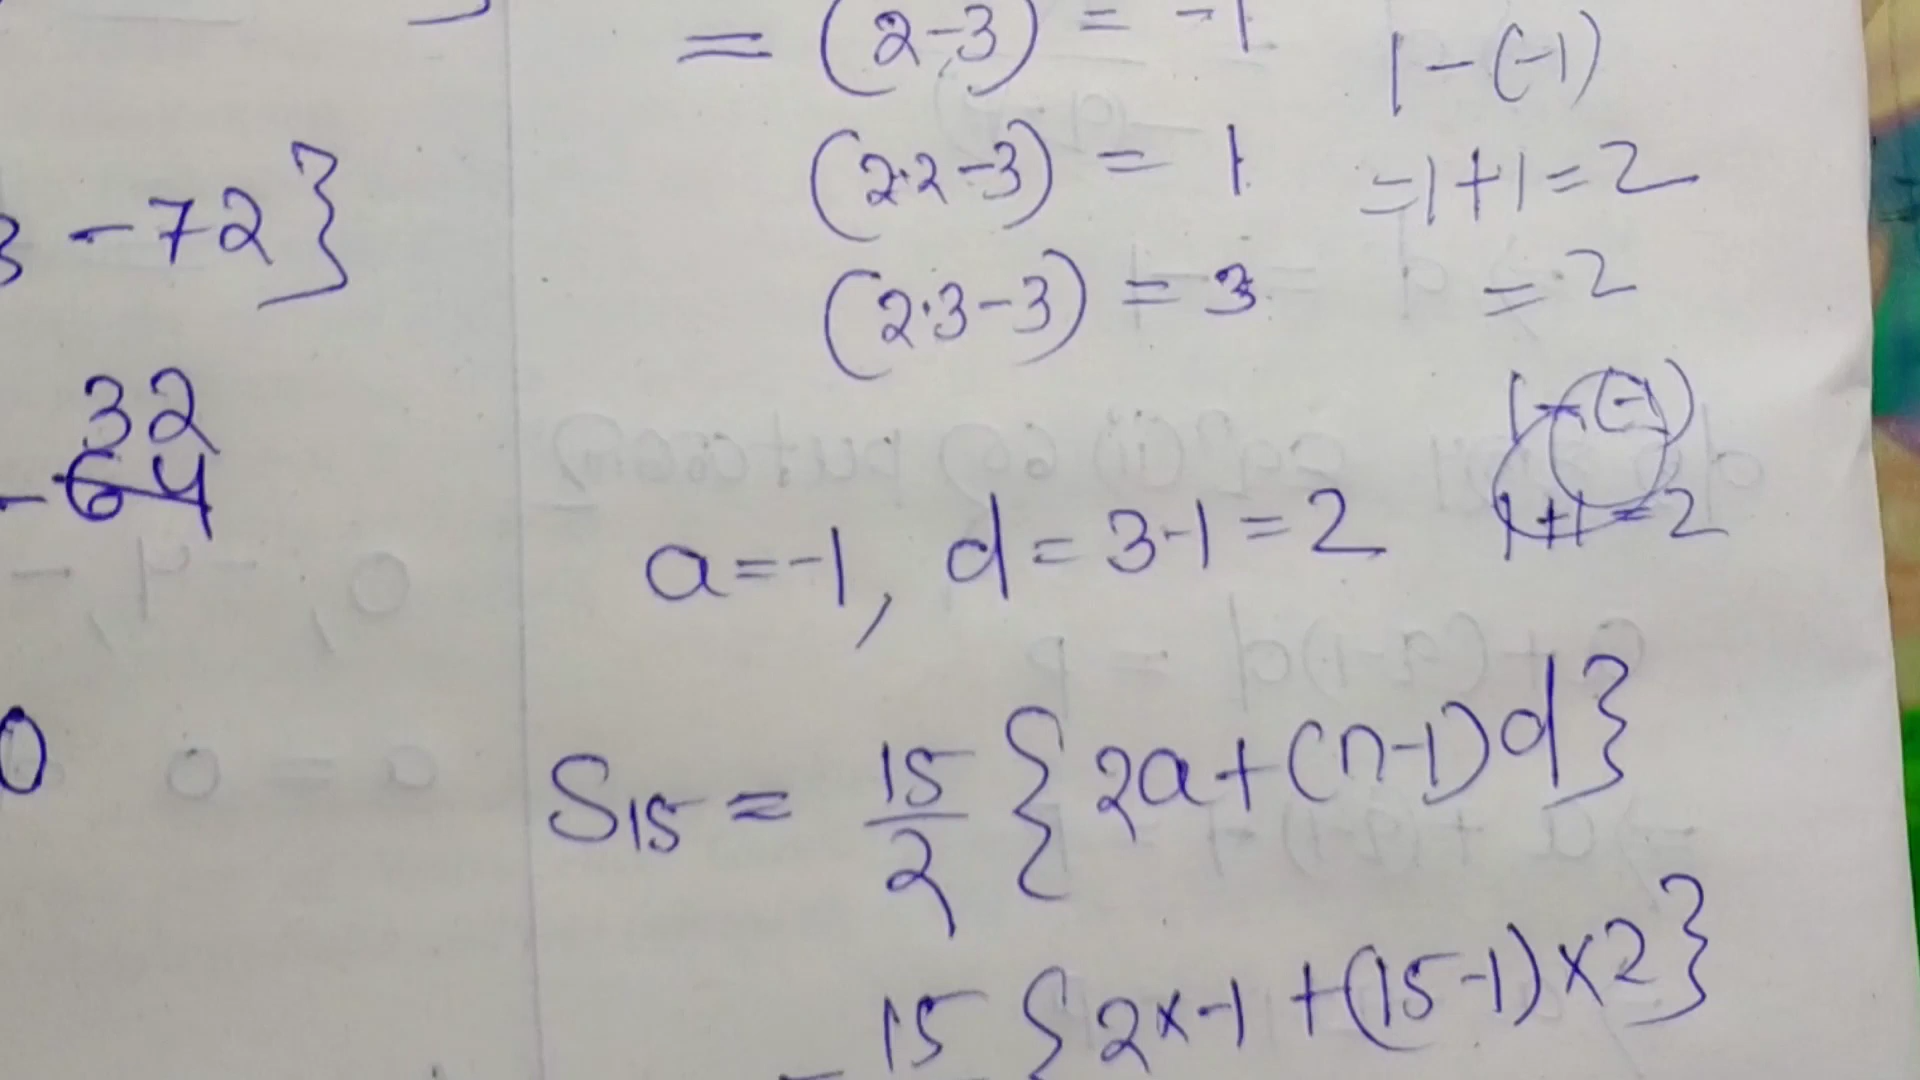 = (2-3) = -1
1-(-1)
(2·2-3) = 1
=1+1=2
(2·3-3) = 3
= 2
1-(-1)
1+1=2
a=-1, d=3-1=2
S₁₅ = 15/2 {2a+(n-1)d}
15 {2×-1+(15-1)×2}
-72}
32
-64
0